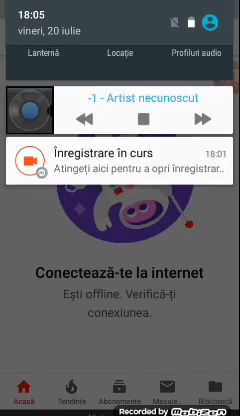 18:05
vineri, 20 iulie
Lanternă Locație Profiluri audio
-1 - Artist necunoscut
Înregistrare în curs 18:01
Atingeți aici pentru a opri înregistrar..
Conectează-te la internet
Ești offline. Verifică-ți
conexiunea.
Acasă Tendințe Abonamente Mesaje.. Bibliotecă
Recorded by Mobizen